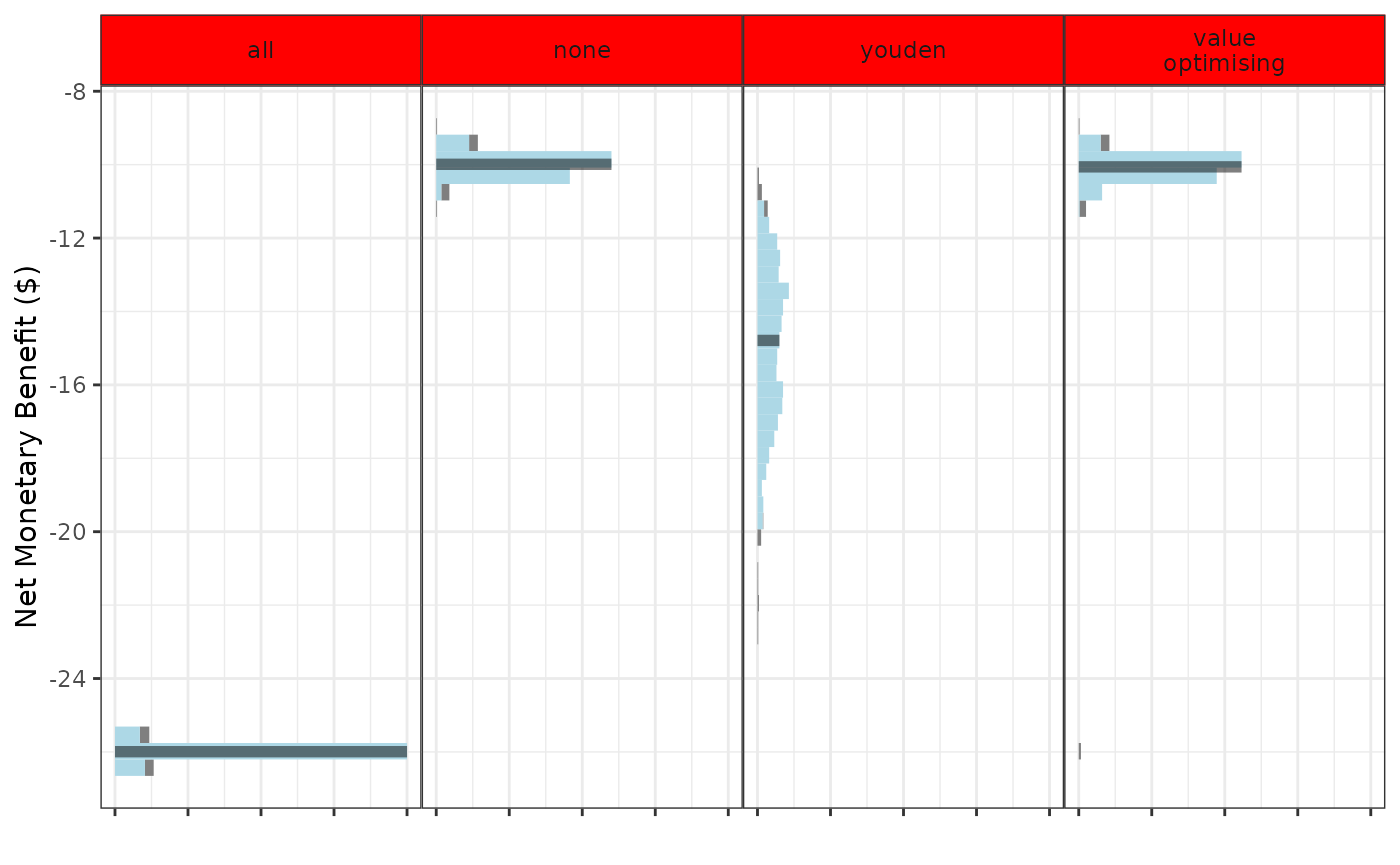 all
none
youden
value
optimising
Net Monetary Benefit ($)
-8
-12
-16
-20
-24